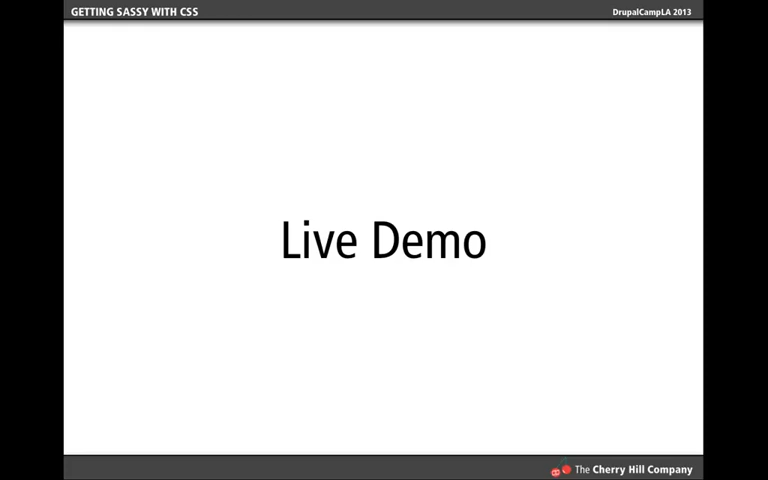 GETTING SASSY WITH CSS
DrupalCampLA 2013
Live Demo
The Cherry Hill Company